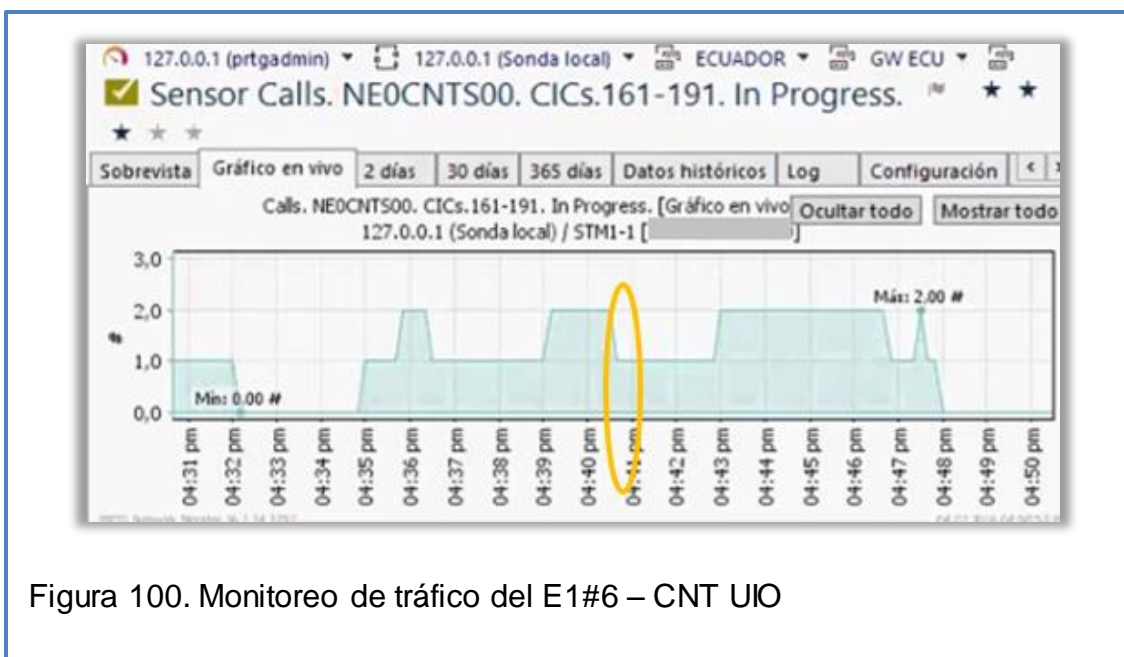 127.0.0.1 (prtgadmin) 127.0.0.1 (Sonda local) ECUADOR GW ECU
Sensor Calls. NE0CNTS00. CICs.161-191. In Progress.
Sobrevista Gráfico en vivo 2 días 30 días 365 días Datos históricos Log Configuración
Calls. NE0CNTS00. CICs.161-191. In Progress. [Gráfico en vivo Ocultar todo Mostrar todo
127.0.0.1 (Sonda local) / STM1-1 [ ]
3,0
Máx: 2,00 #
2,0
#
1,0
Mín: 0,00 #
0,0
04:31 pm 04:32 pm 04:33 pm 04:34 pm 04:35 pm 04:36 pm 04:37 pm 04:38 pm 04:39 pm 04:40 pm 04:41 pm 04:42 pm 04:43 pm 04:44 pm 04:45 pm 04:46 pm 04:47 pm 04:48 pm 04:49 pm 04:50 pm
Figura 100. Monitoreo de tráfico del E1#6 – CNT UIO